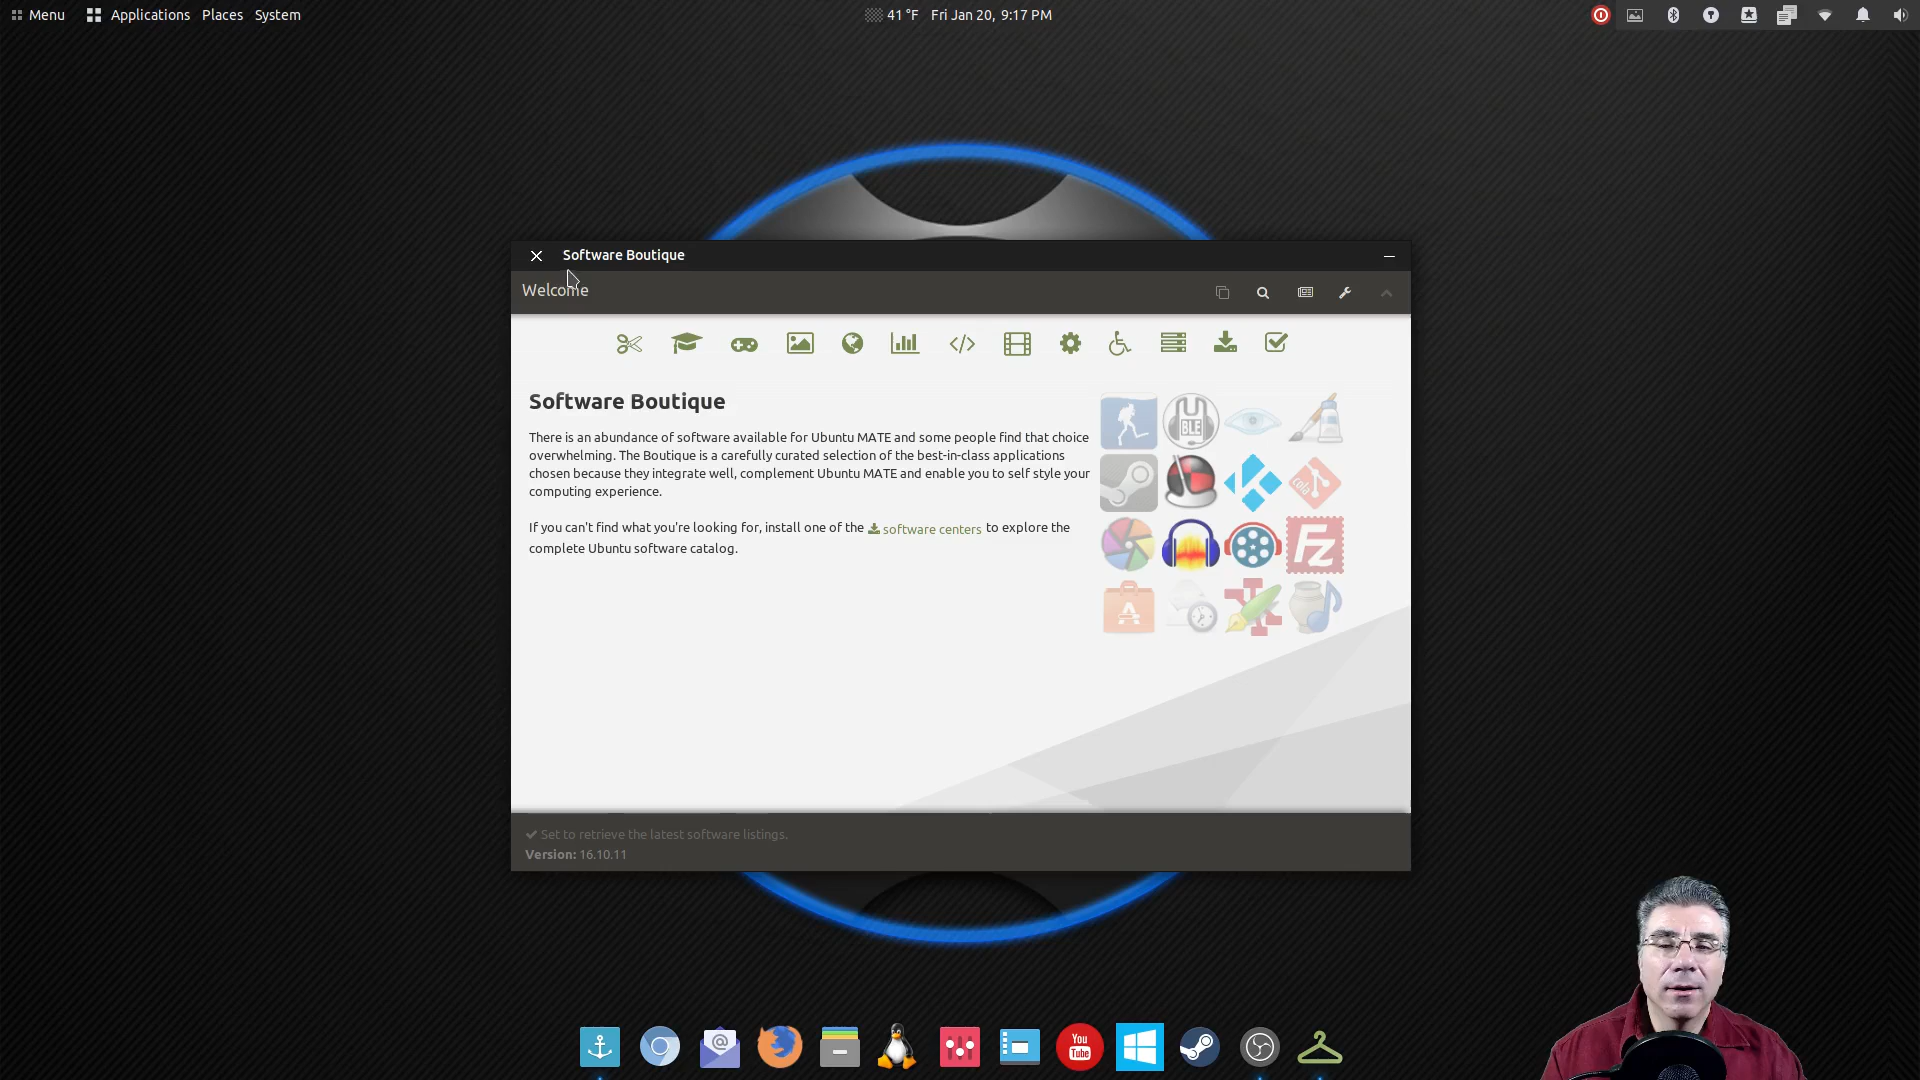 Menu Applications Places System 41 °F Fri Jan 20, 9:17 PM
Software Boutique
Welcome
Software Boutique
There is an abundance of software available for Ubuntu MATE and some people find that choice
overwhelming. The Boutique is a carefully curated selection of the best-in-class applications
chosen because they integrate well, complement Ubuntu MATE and enable you to self style your
computing experience.
If you can't find what you're looking for, install one of the software centers to explore the
complete Ubuntu software catalog.
U
BLE
cola
Fz
A
Set to retrieve the latest software listings.
Version: 16.10.11
@
You
Tube